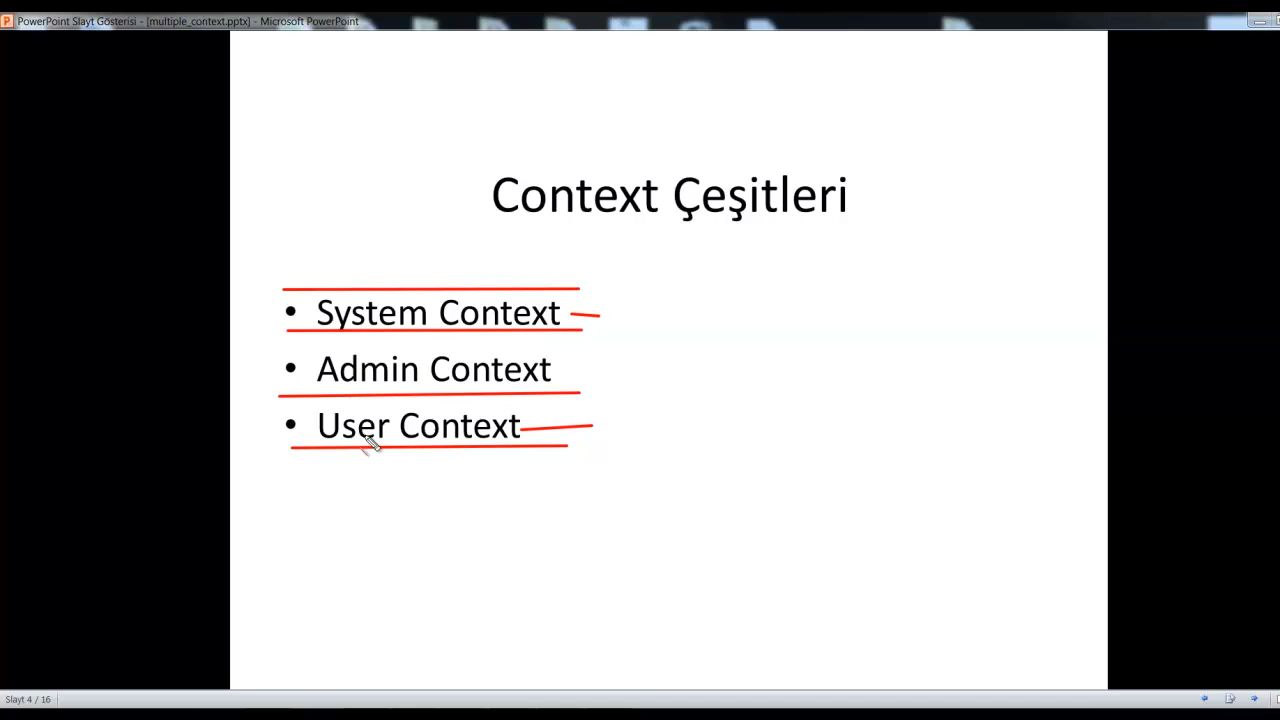 PowerPoint Slayt Gösterisi - [multiple_context.pptx] - Microsoft PowerPoint
Context Çeşitleri
• System Context
• Admin Context
• User Context
Slayt 4 / 16